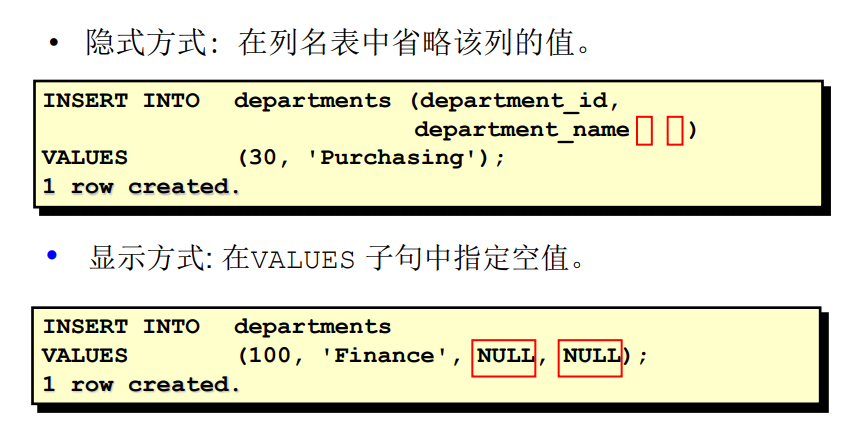 • 隐式方式: 在列名表中省略该列的值。
INSERT INTO departments (department_id,
department_name )
VALUES (30, 'Purchasing');
1 row created.
• 显示方式: 在VALUES 子句中指定空值。
INSERT INTO departments
VALUES (100, 'Finance', NULL, NULL);
1 row created.